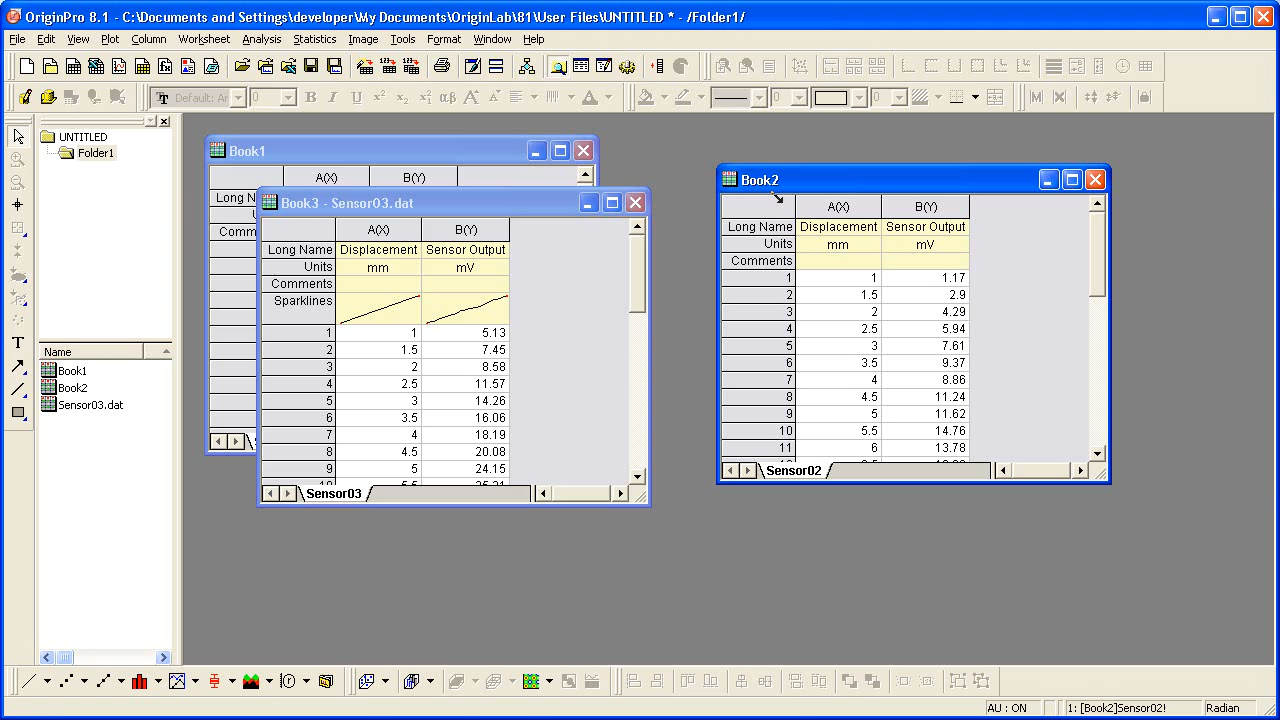 OriginPro 8.1 - C:\Documents and Settings\developer\My Documents\OriginLab\81\User Files\UNTITLED * - /Folder1/
File Edit View Plot Column Worksheet Analysis Statistics Image Tools Format Window Help
Default: Ar 0 B I U x² x₂ αβ A A A 0 0
UNTITLED
Folder1
Name
Book1
Book2
Sensor03.dat
Book1
A(X) B(Y)
Long N
U
Comm
Book3 - Sensor03.dat
A(X) B(Y)
Long Name Displacement Sensor Output
Units mm mV
Comments
Sparklines
1 1 5.13
2 1.5 7.45
3 2 8.58
4 2.5 11.57
5 3 14.26
6 3.5 16.06
7 4 18.19
8 4.5 20.08
9 5 24.15
Sensor03
Book2
A(X) B(Y)
Long Name Displacement Sensor Output
Units mm mV
Comments
1 1 1.17
2 1.5 2.9
3 2 4.29
4 2.5 5.94
5 3 7.61
6 3.5 9.37
7 4 8.86
8 4.5 11.24
9 5 11.62
10 5.5 14.76
11 6 13.78
Sensor02
T
AU : ON 1: [Book2]Sensor02! Radian